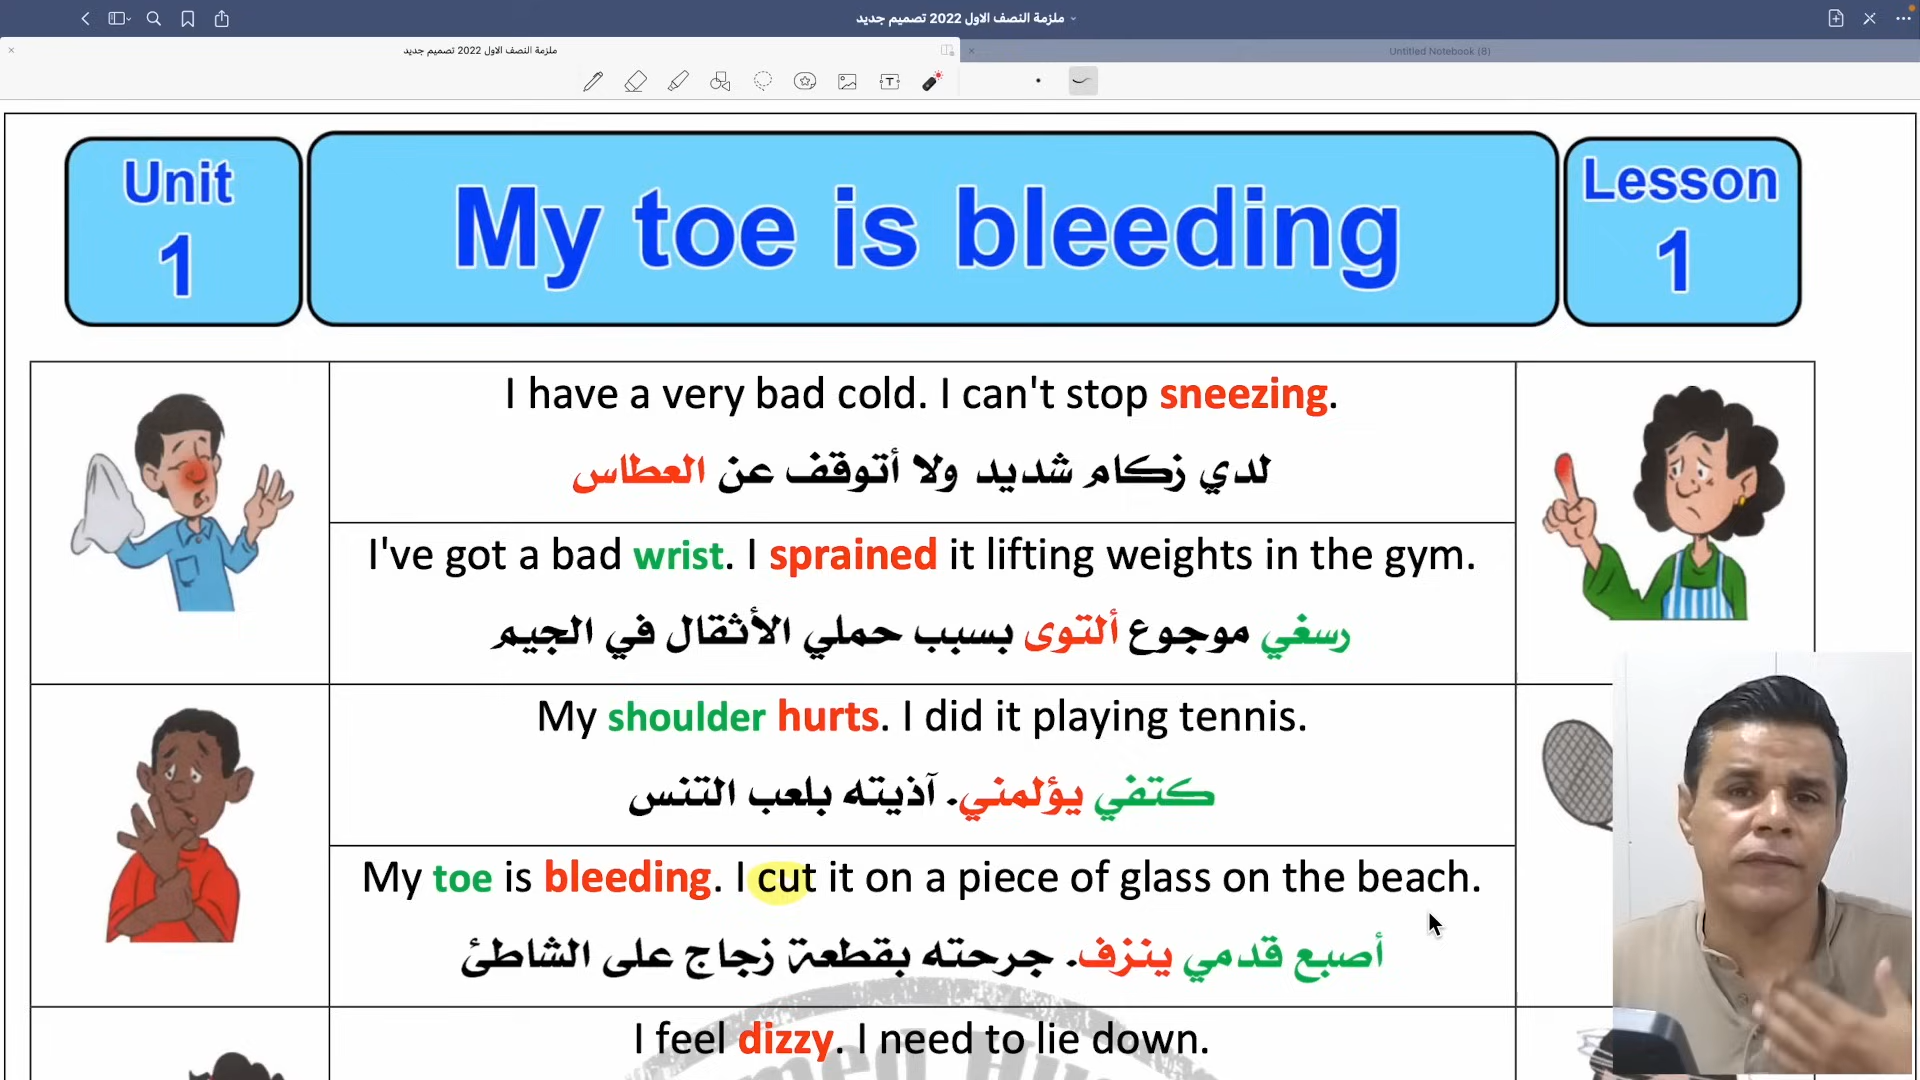 ملزمة النصف الاول 2022 تصميم جديد
ملزمة النصف الاول 2022 تصميم جديد
Untitled Notebook (8)
Unit
1
My toe is bleeding
Lesson
1
I have a very bad cold. I can't stop sneezing.
لدي زكام شديد ولا أتوقف عن العطاس
I've got a bad wrist. I sprained it lifting weights in the gym.
رسغي موجوع ألتوى بسبب حملي الأثقال في الجيم
My shoulder hurts. I did it playing tennis.
كتفي يؤلمني. آذيته بلعب التنس
My toe is bleeding. I cut it on a piece of glass on the beach.
أصبع قدمي ينزف. جرحته بقطعة زجاج على الشاطئ
I feel dizzy. I need to lie down.